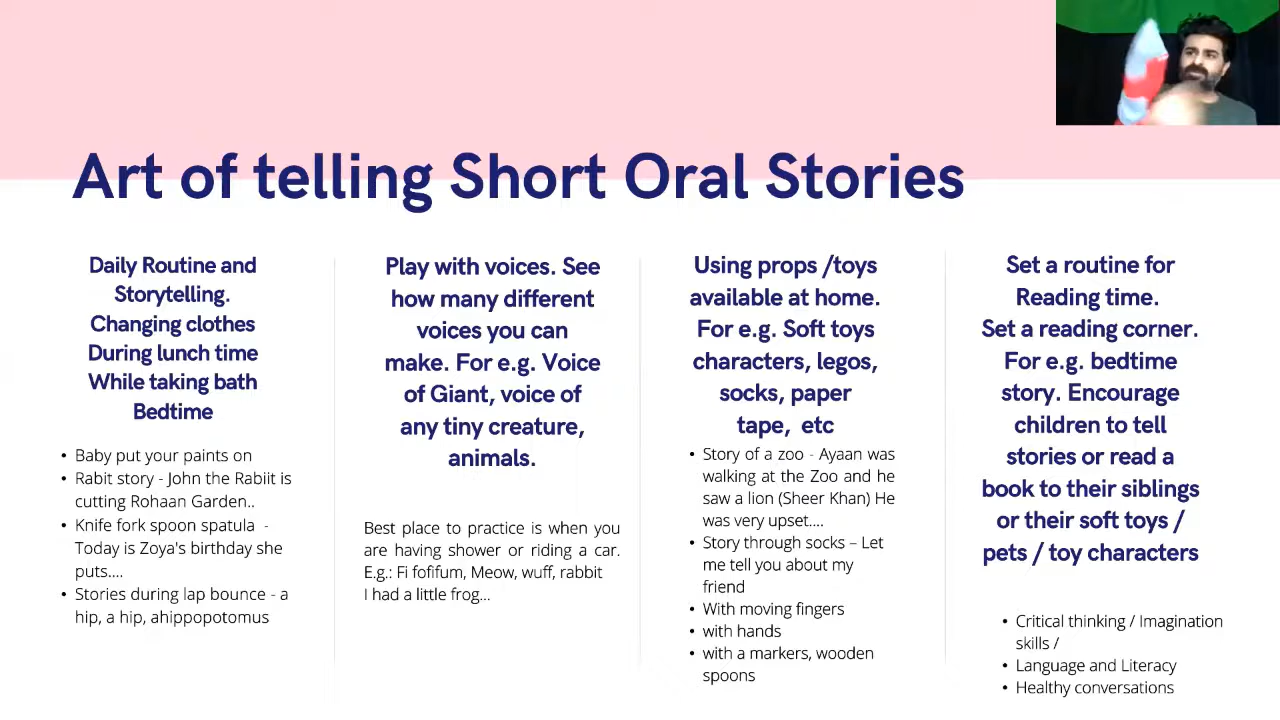 Art of telling Short Oral Stories
Daily Routine and
Storytelling.
Changing clothes
During lunch time
While taking bath
Bedtime
• Baby put your paints on
• Rabit story - John the Rabiit is
cutting Rohaan Garden..
• Knife fork spoon spatula -
Today is Zoya's birthday she
puts....
• Stories during lap bounce - a
hip, a hip, ahippopotomus
Play with voices. See
how many different
voices you can
make. For e.g. Voice
of Giant, voice of
any tiny creature,
animals.
Best place to practice is when you
are having shower or riding a car.
E.g.: Fi fofifum, Meow, wuff, rabbit
I had a little frog...
Using props /toys
available at home.
For e.g. Soft toys
characters, legos,
socks, paper
tape, etc
• Story of a zoo - Ayaan was
walking at the Zoo and he
saw a lion (Sheer Khan) He
was very upset....
• Story through socks – Let
me tell you about my
friend
• With moving fingers
• with hands
• with a markers, wooden
spoons
Set a routine for
Reading time.
Set a reading corner.
For e.g. bedtime
story. Encourage
children to tell
stories or read a
book to their siblings
or their soft toys /
pets / toy characters
• Critical thinking / Imagination
skills /
• Language and Literacy
• Healthy conversations